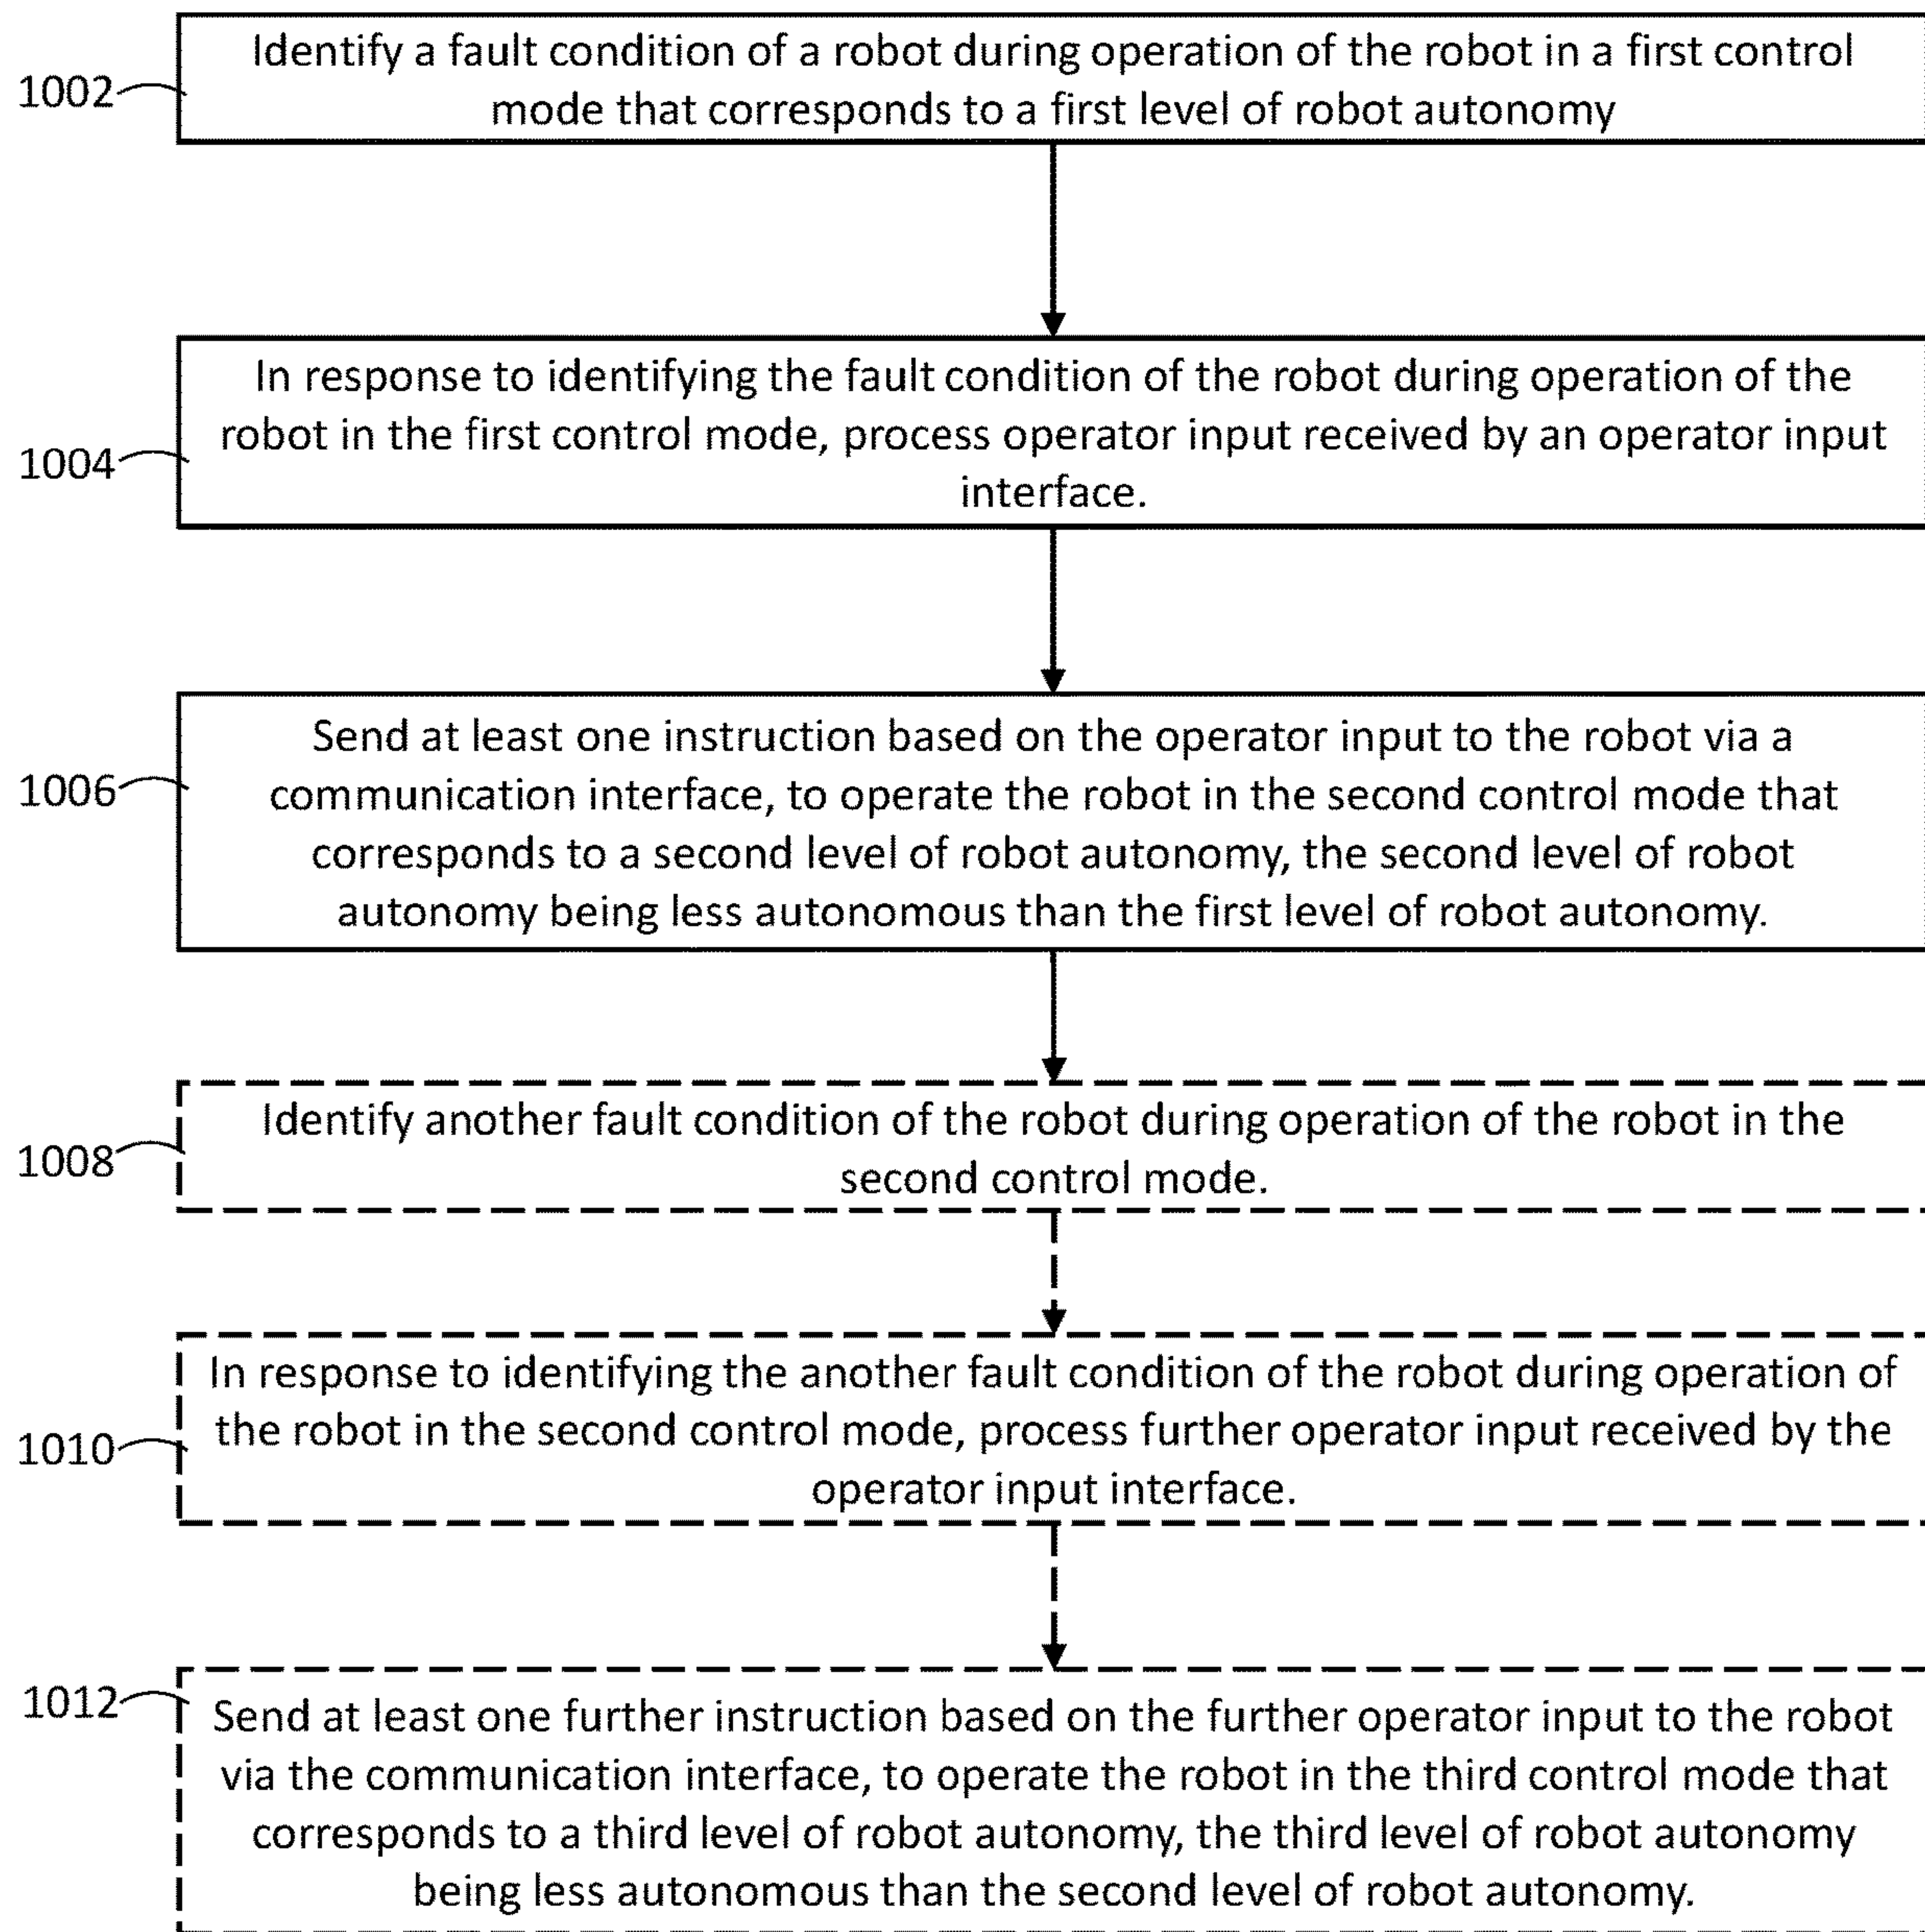 1002
Identify a fault condition of a robot during operation of the robot in a first control
mode that corresponds to a first level of robot autonomy
1004
In response to identifying the fault condition of the robot during operation of the
robot in the first control mode, process operator input received by an operator input
interface.
1006
Send at least one instruction based on the operator input to the robot via a
communication interface, to operate the robot in the second control mode that
corresponds to a second level of robot autonomy, the second level of robot
autonomy being less autonomous than the first level of robot autonomy.
1008
Identify another fault condition of the robot during operation of the robot in the
second control mode.
1010
In response to identifying the another fault condition of the robot during operation of
the robot in the second control mode, process further operator input received by the
operator input interface.
1012
Send at least one further instruction based on the further operator input to the robot
via the communication interface, to operate the robot in the third control mode that
corresponds to a third level of robot autonomy, the third level of robot autonomy
being less autonomous than the second level of robot autonomy.